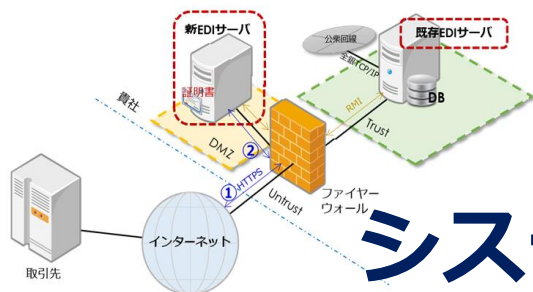 新EDIサーバ
既存EDIサーバ
公衆回線
全銀TCP/IP
証明書
DB
RMI
貴社
DMZ
Trust
②
①
HTTPS
Untrust
ファイヤー
ウォール
インターネット
取引先
シス